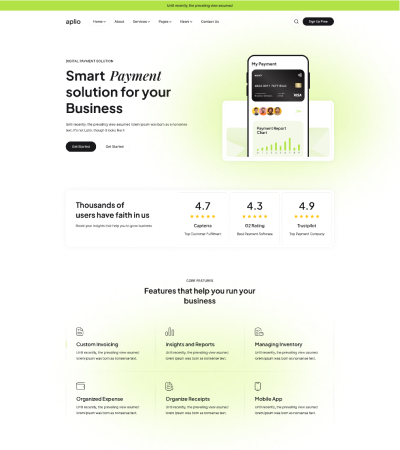 Until recently, the prevailing view assumed
aplio
Home
About
Services
Pages
News
Contact Us
Sign Up Free
DIGITAL PAYMENT SOLUTION
Smart Payment
solution for your
Business
Until recently, the prevailing view assumed lorem ipsum was born as a nonsense
text. It's not Latin, though it looks like it
Get Started
Get Started
My Payment
VISA
Payment Report
Chart
Thousands of
users have faith in us
Boost your insights that help you to grow business
4.7
Capterra
Top Customer Fulfilment
4.3
G2 Rating
Best Payment Software
4.9
Trustpilot
Top Payment Company
CORE FEATURES
Features that help you run your
business
Custom Invoicing
Until recently, the prevailing view assumed
lorem ipsum was born as nonsense.
Insights and Reports
Until recently, the prevailing view assumed
lorem ipsum was born as nonsense.
Managing Inventory
Until recently, the prevailing view assumed
lorem ipsum was born as nonsense.
Organized Expense
Until recently, the prevailing view assumed
lorem ipsum was born as nonsense.
Organize Receipts
Until recently, the prevailing view assumed
lorem ipsum was born as nonsense.
Mobile App
Until recently, the prevailing view assumed
lorem ipsum was born as nonsense.